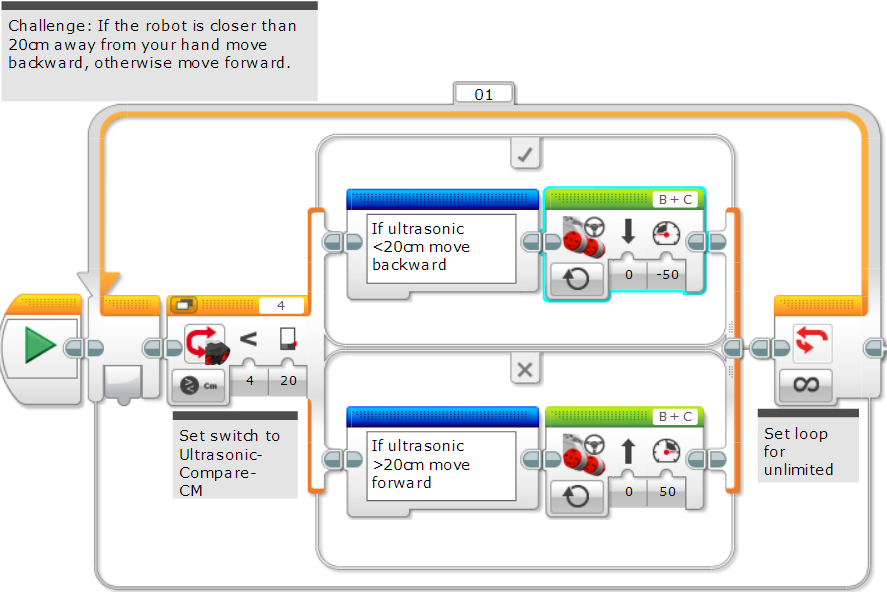 Challenge: If the robot is closer than
20cm away from your hand move
backward, otherwise move forward.
01
B + C
If ultrasonic
<20cm move
backward
0
-50
4
<
Cm
4
20
B + C
If ultrasonic
>20cm move
forward
0
50
Set switch to
Ultrasonic-
Compare-
CM
Set loop
for
unlimited